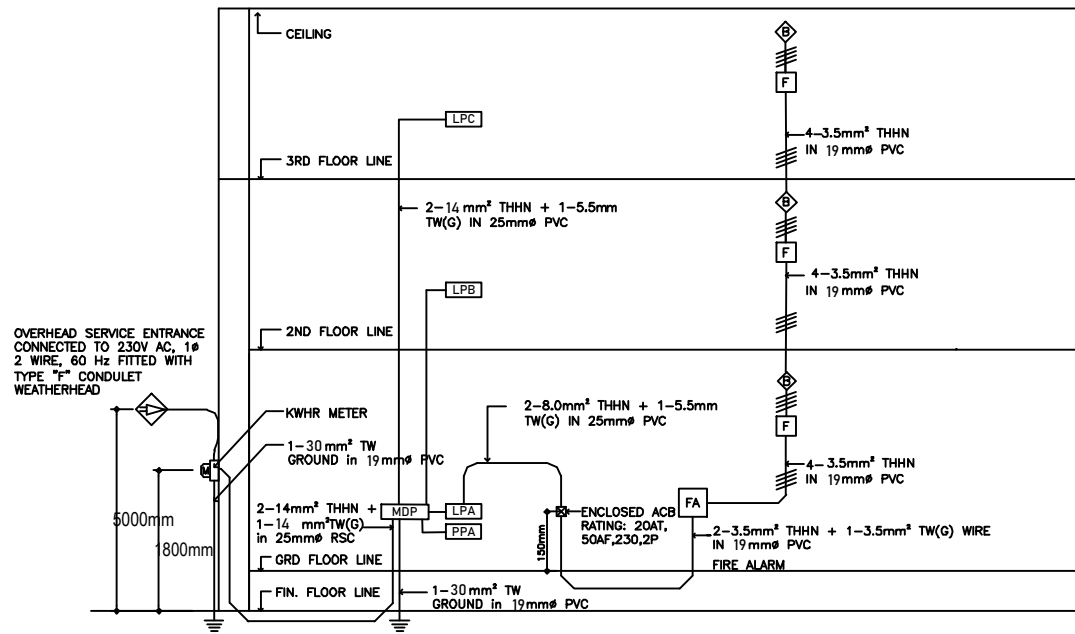 CEILING
B
F
LPC
4-3.5mm² THHN
IN 19 mmø PVC
3RD FLOOR LINE
2-14 mm² THHN + 1-5.5mm
TW(G) IN 25mmø PVC
B
F
4-3.5mm² THHN
IN 19 mmø PVC
LPB
OVERHEAD SERVICE ENTRANCE
CONNECTED TO 230V AC, 1ø
2 WIRE, 60 Hz FITTED WITH
TYPE "F" CONDULET
WEATHERHEAD
2ND FLOOR LINE
B
F
2-8.0mm² THHN + 1-5.5mm
TW(G) IN 25mmø PVC
KWHR METER
M
1-30 mm² TW
GROUND in 19mmø PVC
4-3.5mm² THHN
IN 19 mmø PVC
2-14mm² THHN +
1-14 mm²TW(G)
in 25mmø RSC
MDP
LPA
PPA
ENCLOSED ACB
RATING: 20AT,
50AF,230,2P
FA
5000mm
1800mm
150mm
2-3.5mm² THHN + 1-3.5mm² TW(G) WIRE
IN 19 mmø PVC
FIRE ALARM
GRD FLOOR LINE
FIN. FLOOR LINE
1-30 mm² TW
GROUND in 19mmø PVC